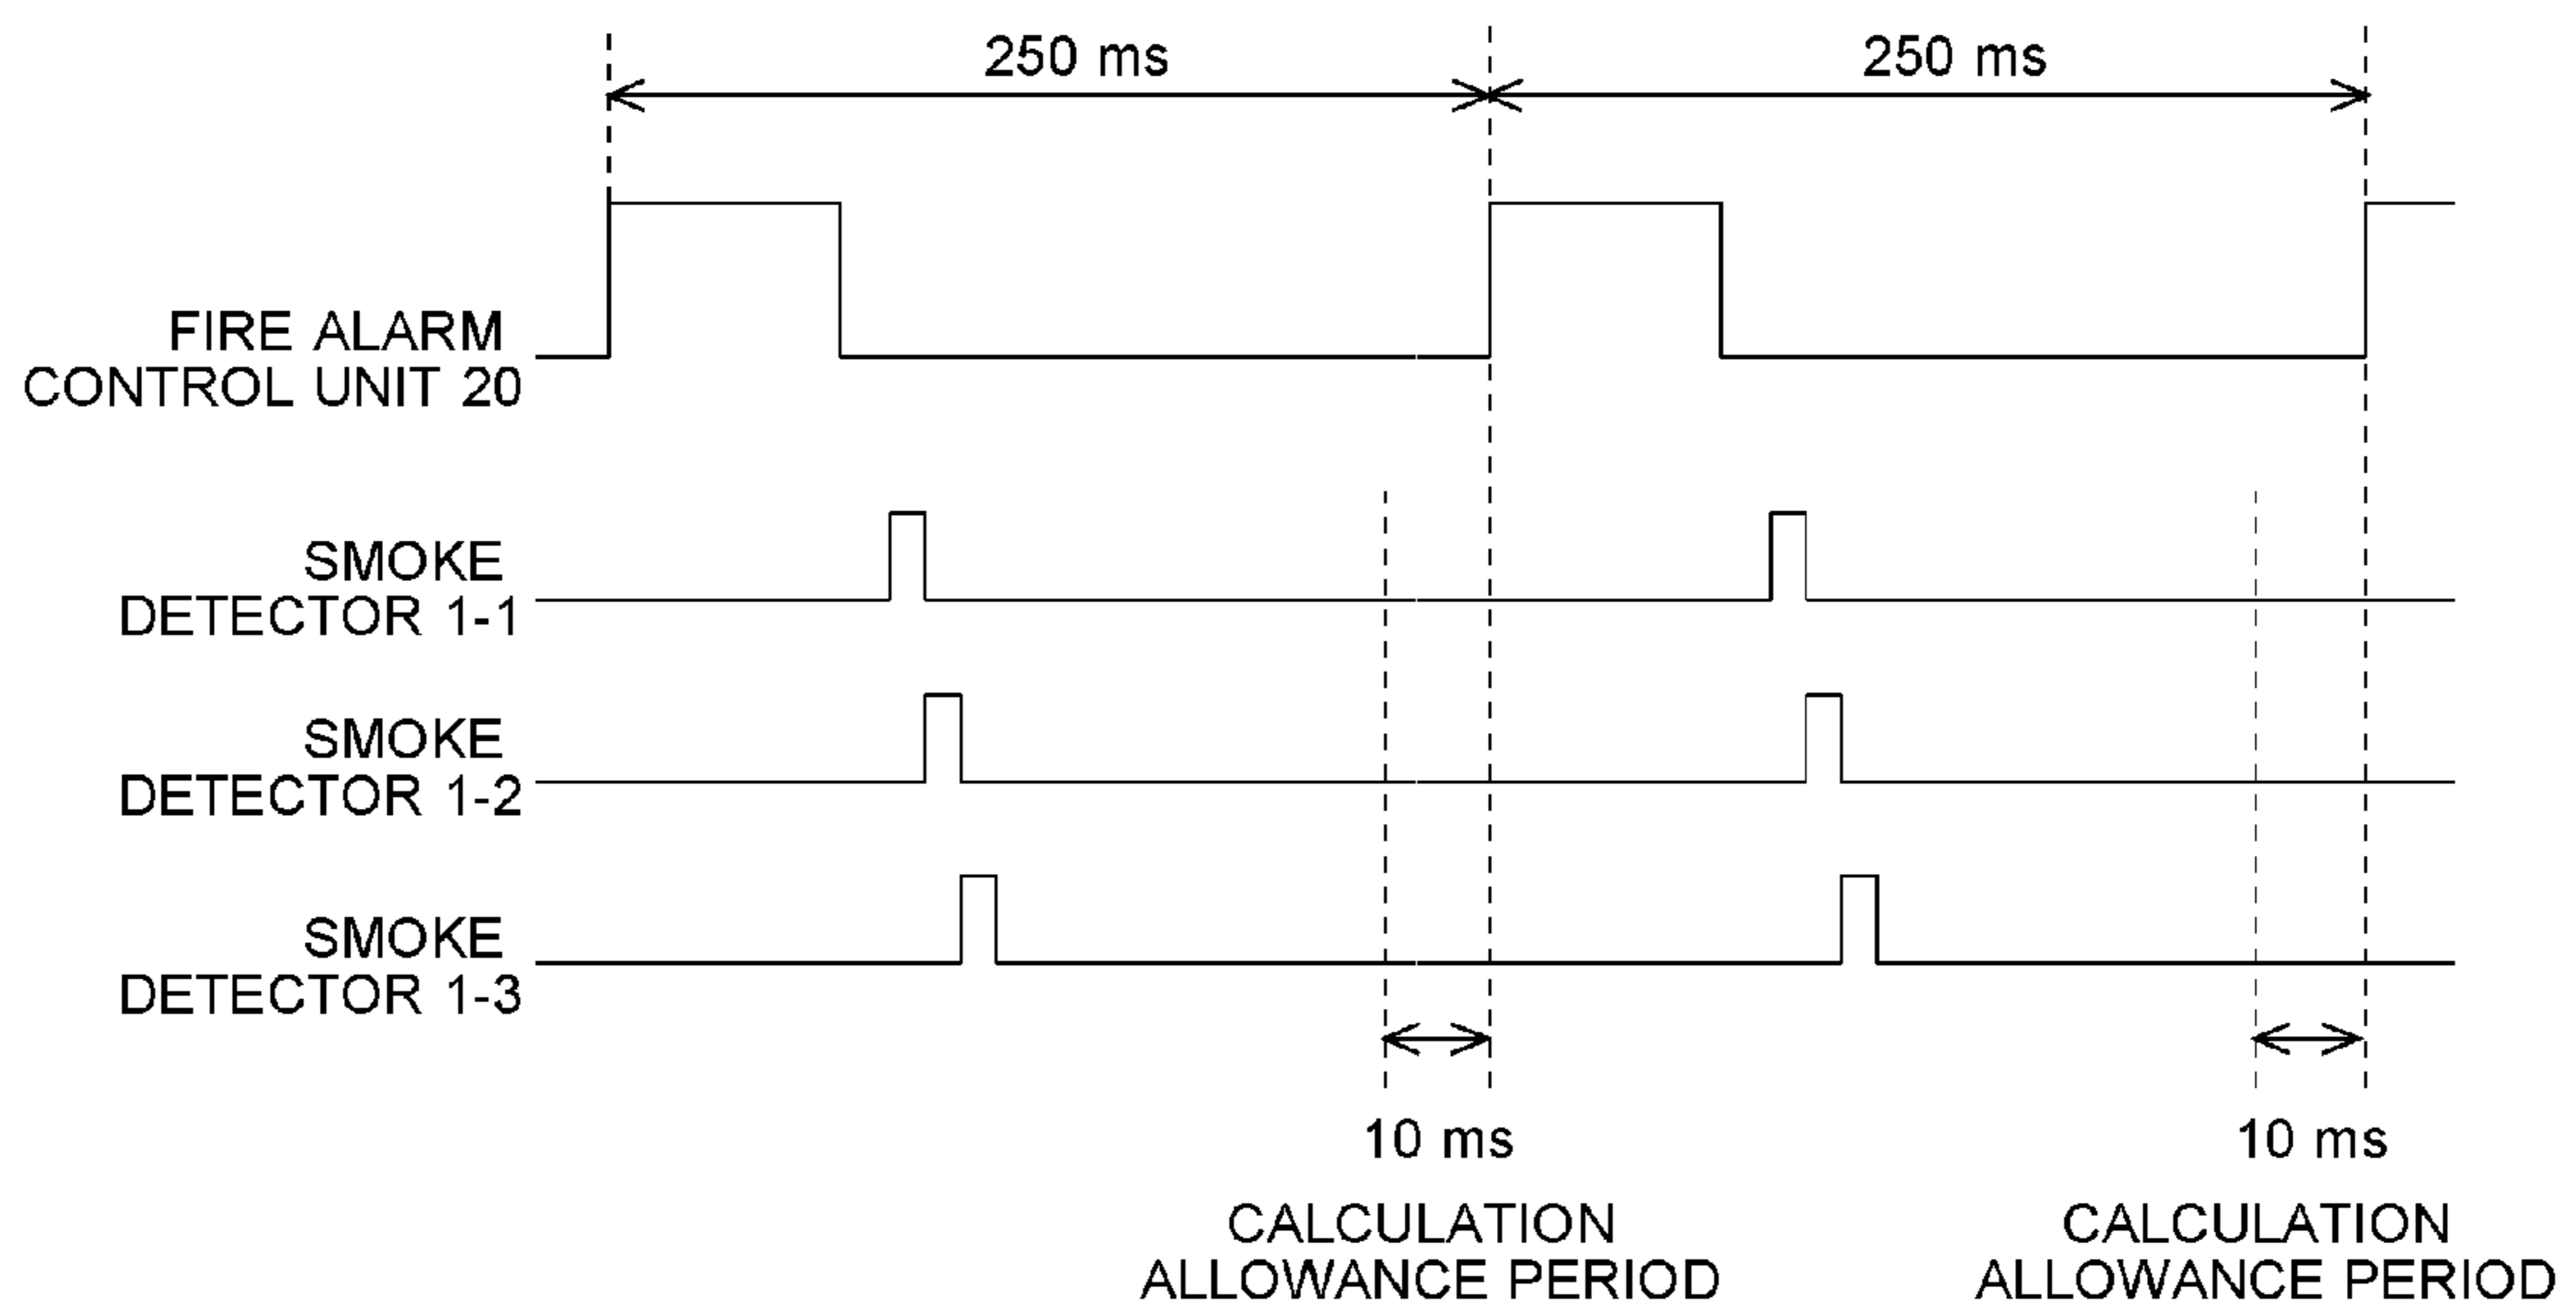 250 ms
250 ms
FIRE ALARM
CONTROL UNIT 20
SMOKE
DETECTOR 1-1
SMOKE
DETECTOR 1-2
SMOKE
DETECTOR 1-3
10 ms
10 ms
CALCULATION
ALLOWANCE PERIOD
CALCULATION
ALLOWANCE PERIOD